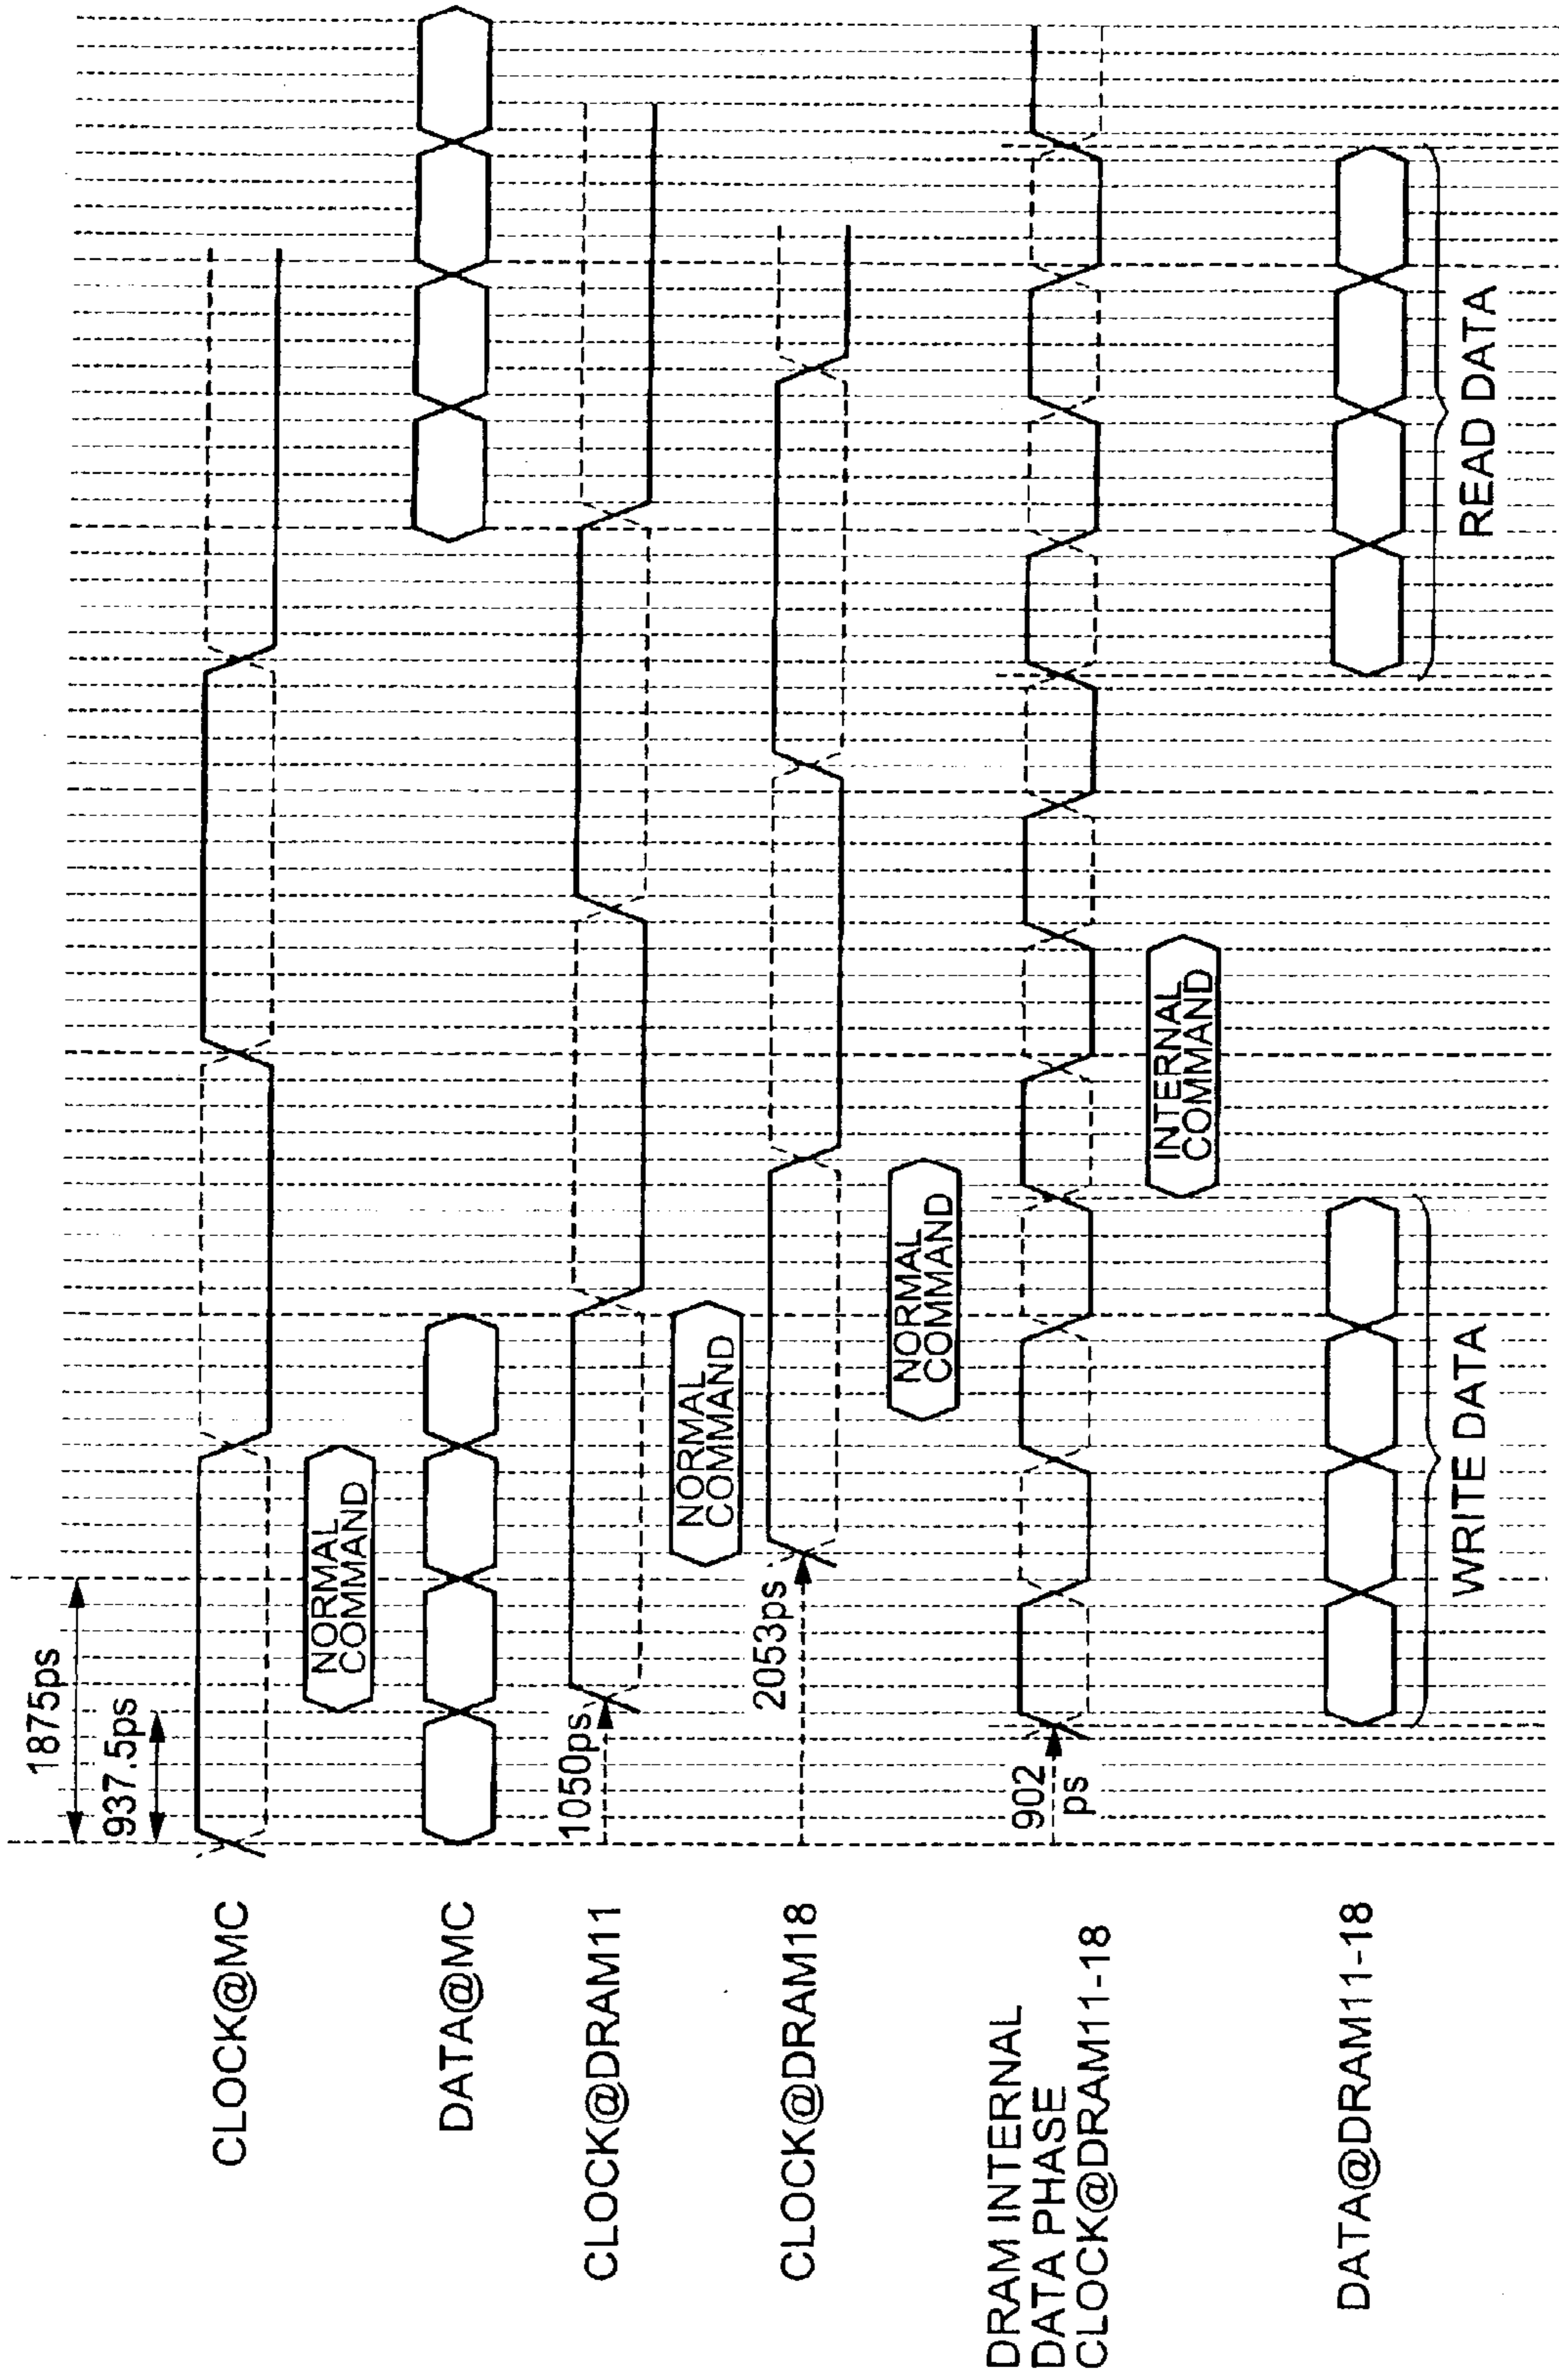 1875ps
937.5ps
CLOCK@MC
NORMAL
COMMAND
DATA@MC
1050ps
CLOCK@DRAM11
NORMAL
COMMAND
2053ps
CLOCK@DRAM18
NORMAL
COMMAND
902
ps
DRAM INTERNAL
DATA PHASE
CLOCK@DRAM11-18
INTERNAL
COMMAND
DATA@DRAM11-18
WRITE DATA
READ DATA